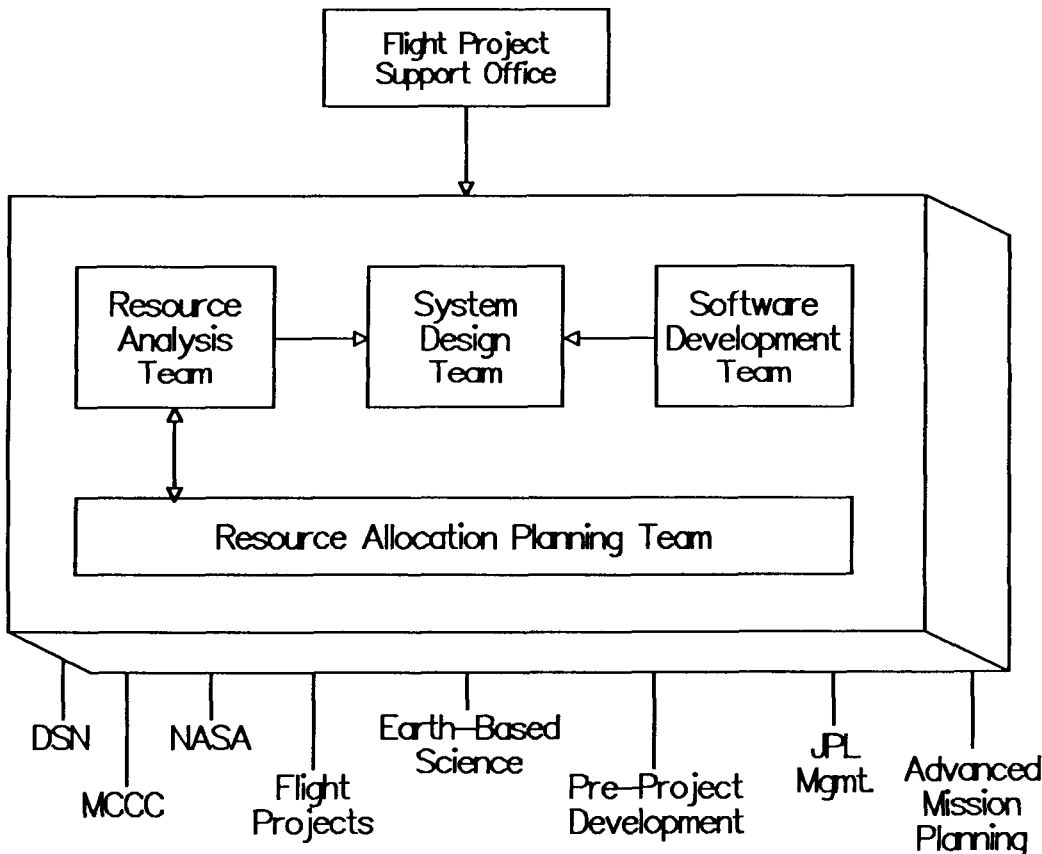 Flight Project
Support Office
Resource
Analysis
Team
System
Design
Team
Software
Development
Team
Resource Allocation Planning Team
DSN
MCCC
NASA
Flight
Projects
Earth-Based
Science
Pre-Project
Development
JPL
Mgmt.
Advanced
Mission
Planning